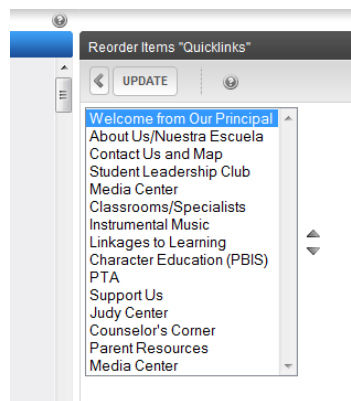 Reorder Items "Quicklinks"
UPDATE
Welcome from Our Principal
About Us/Nuestra Escuela
Contact Us and Map
Student Leadership Club
Media Center
Classrooms/Specialists
Instrumental Music
Linkages to Learning
Character Education (PBIS)
PTA
Support Us
Judy Center
Counselor's Corner
Parent Resources
Media Center